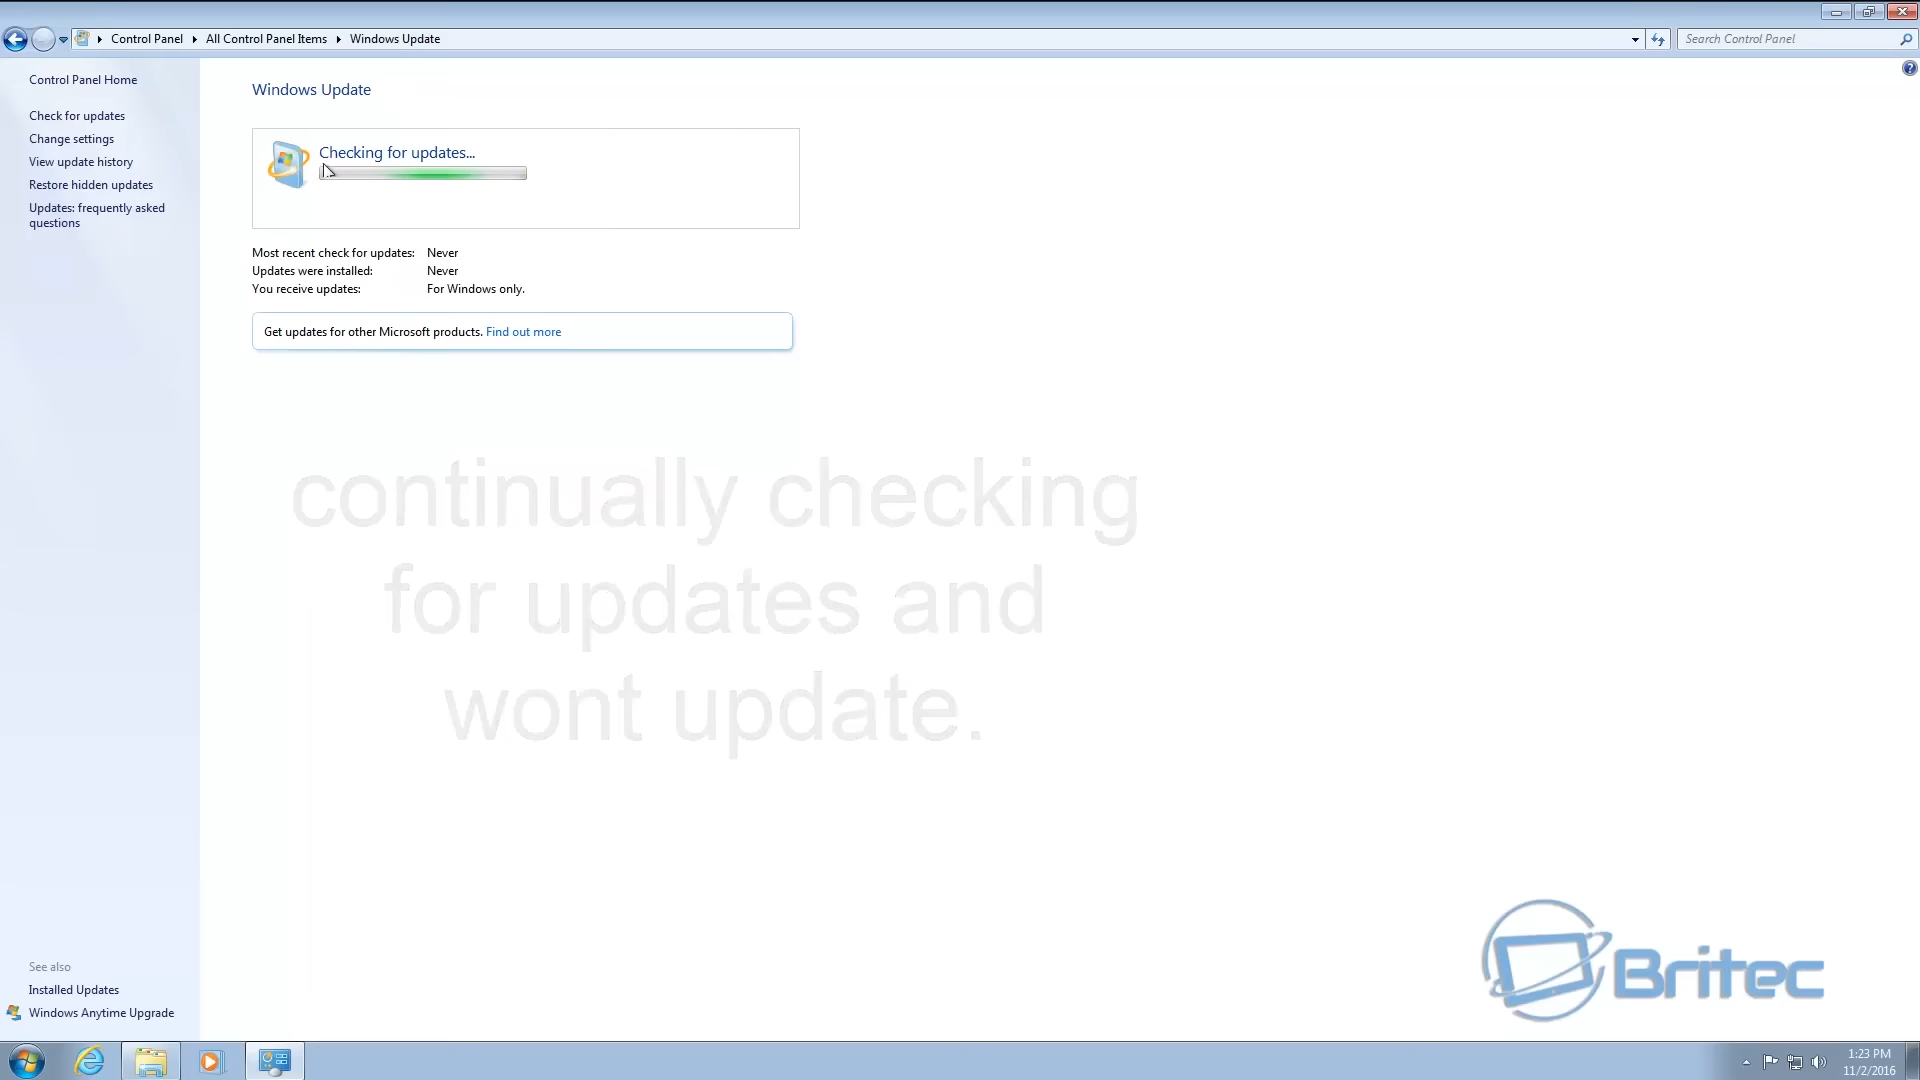 Control Panel
All Control Panel Items
Windows Update
Search Control Panel
Control Panel Home
Check for updates
Change settings
View update history
Restore hidden updates
Updates: frequently asked
questions
Windows Update
Checking for updates...
Most recent check for updates: Never
Updates were installed: Never
You receive updates: For Windows only.
Get updates for other Microsoft products. Find out more
continually checking
for updates and
wont update.
See also
Installed Updates
Windows Anytime Upgrade
Britec
1:23 PM
11/2/2016